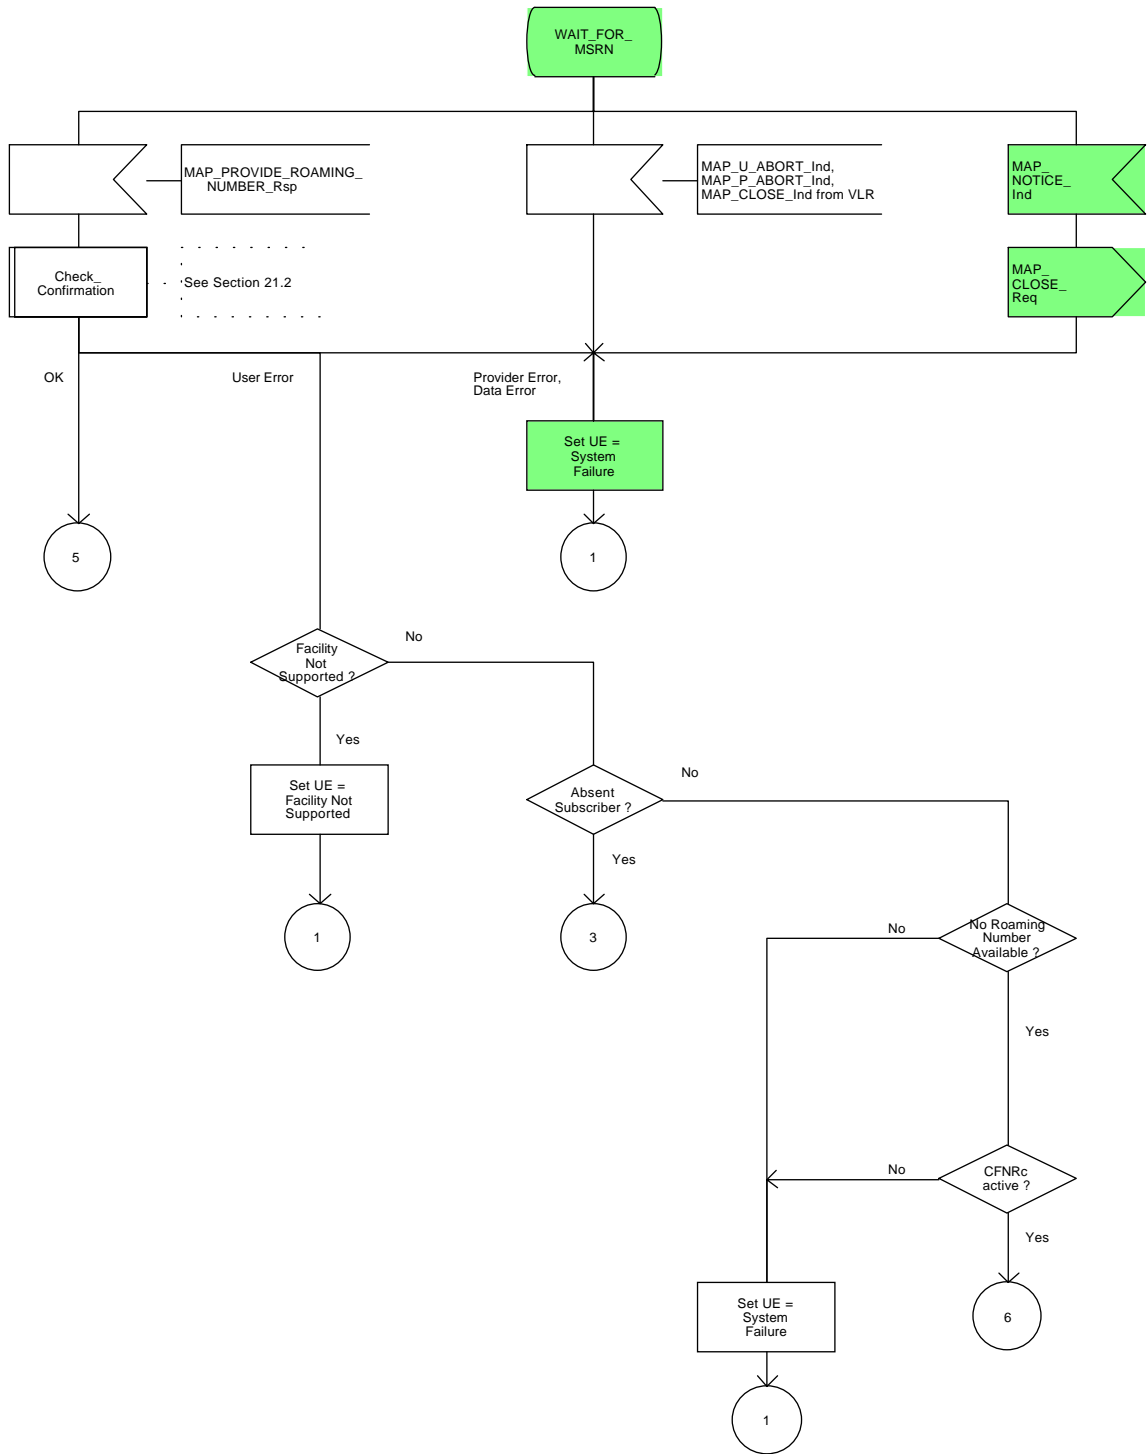 WAIT_FOR_
MSRN
MAP_PROVIDE_ROAMING_
NUMBER_Rsp
MAP_U_ABORT_Ind,
MAP_P_ABORT_Ind,
MAP_CLOSE_Ind from VLR
MAP_
NOTICE_
Ind
Check_
Confirmation
See Section 21.2
MAP_
CLOSE_
Req
OK
User Error
Provider Error,
Data Error
Set UE =
System
Failure
5
1
Facility
Not
Supported ?
No
Yes
Set UE =
Facility Not
Supported
Absent
Subscriber ?
No
Yes
1
3
No Roaming
Number
Available ?
No
Yes
CFNRc
active ?
No
Yes
Set UE =
System
Failure
6
1